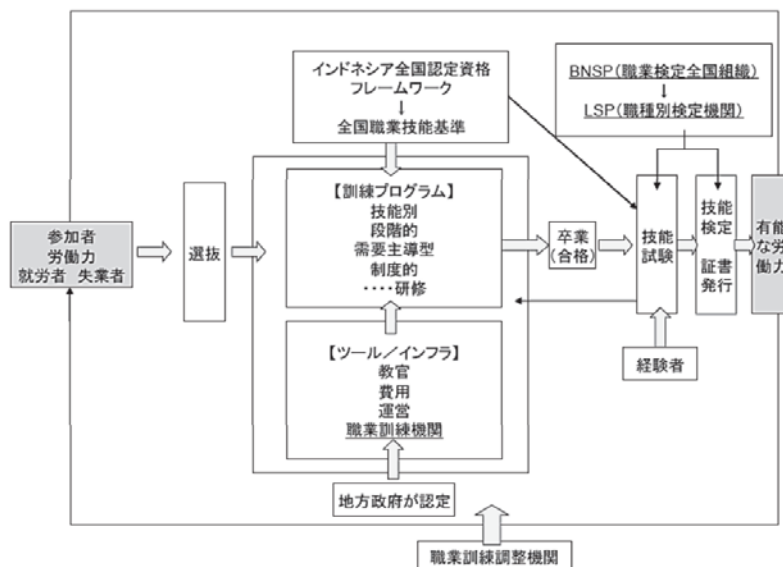 インドネシア全国認定資格
フレームワーク
↓
全国職業技能基準
BNSP(職業検定全国組織)
↓
LSP(職種別検定機関)
参加者
労働力
就労者 失業者
選抜
【訓練プログラム】
技能別
段階的
需要主導型
制度的
‥‥研修
【ツール／インフラ】
教官
費用
運営
職業訓練機関
地方政府が認定
卒業
(合格)
技能
試験
経験者
技能
検定
証書
発行
有能
な労
働力
職業訓練調整機関